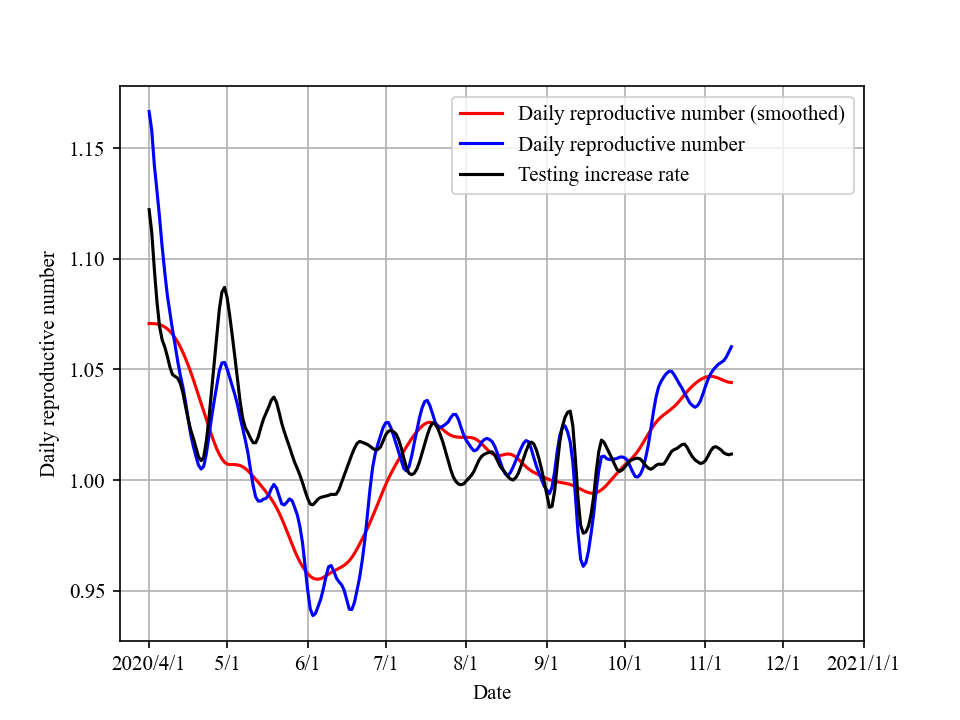 Daily reproductive number (smoothed)
Daily reproductive number
Testing increase rate
1.15
1.10
1.05
1.00
0.95
Daily reproductive number
2020/4/1 5/1 6/1 7/1 8/1 9/1 10/1 11/1 12/1 2021/1/1
Date